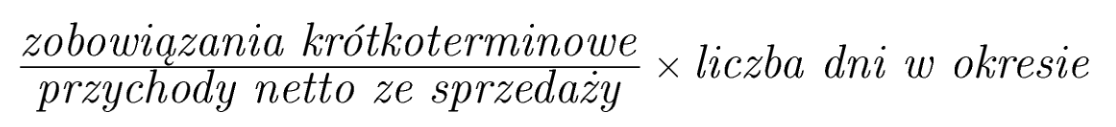 zobowiązania krótkoterminowe
przychody netto ze sprzedaży
× liczba dni w okresie